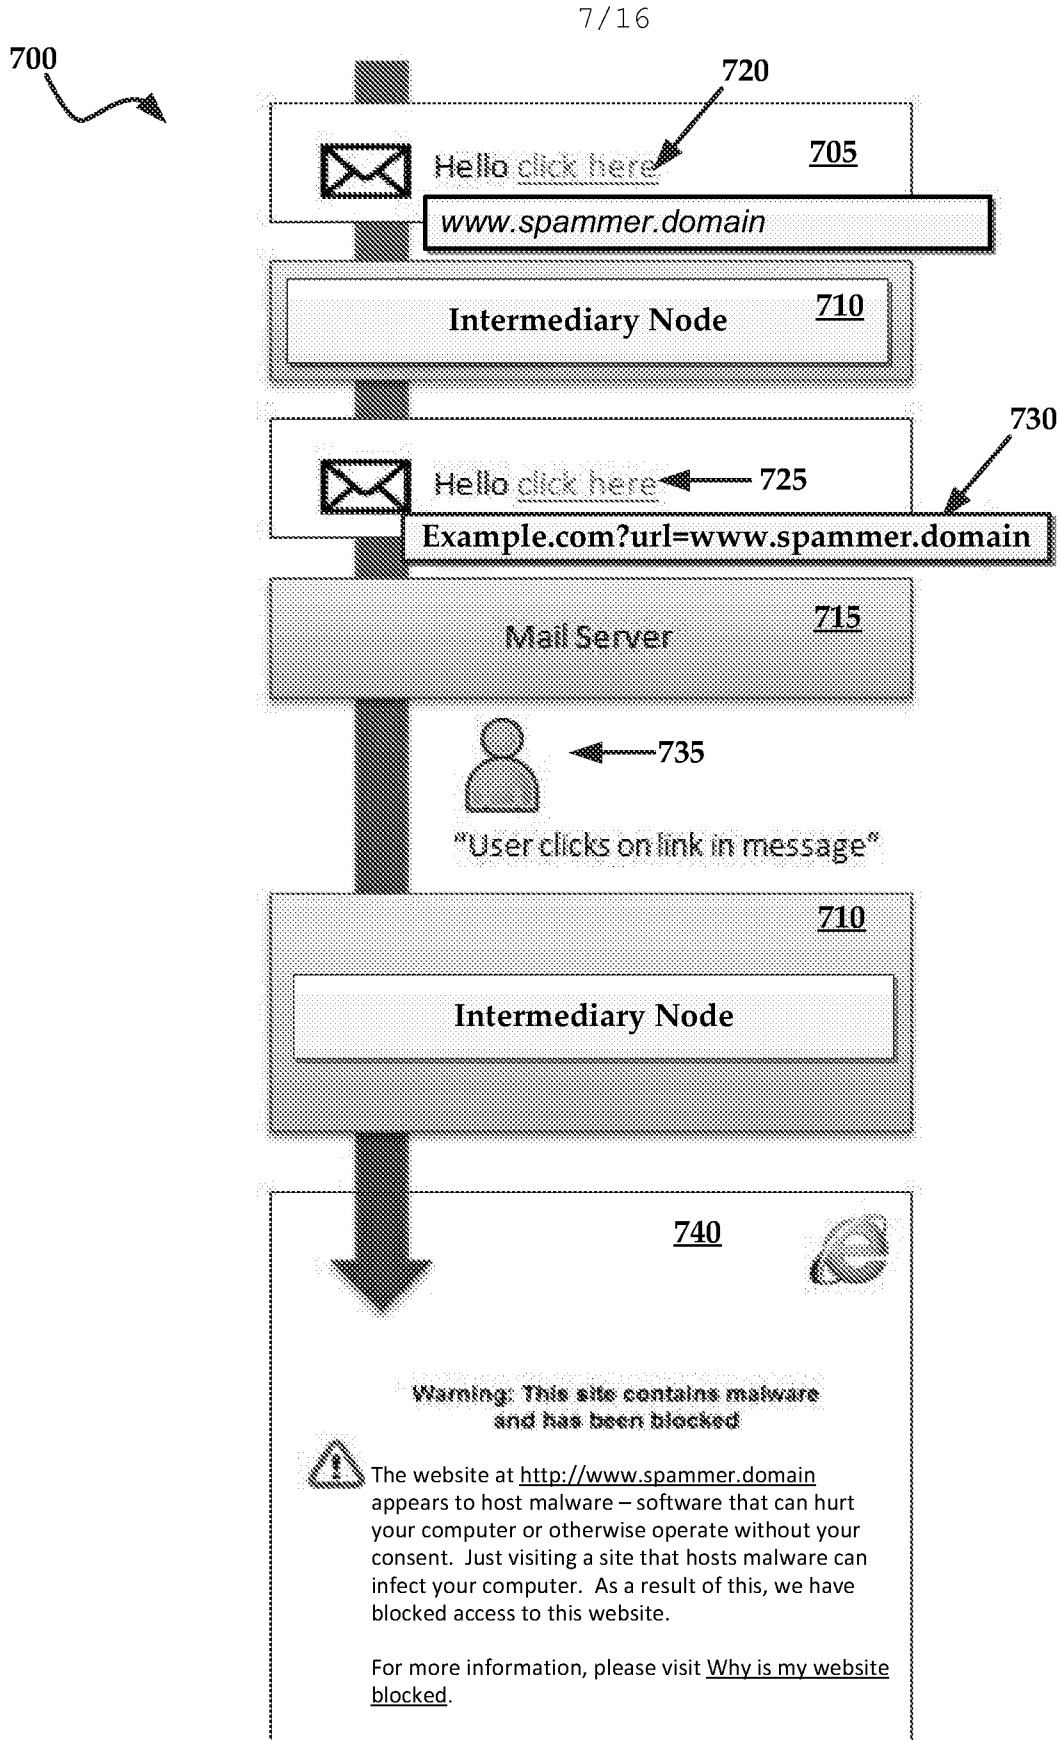 7/16
700
720
Hello click here
705
www.spammer.domain
Intermediary Node
710
730
Hello click here
725
Example.com?url=www.spammer.domain
Mail Server
715
735
"User clicks on link in message"
710
Intermediary Node
740
Warning: This site contains malware
and has been blocked
The website at http://www.spammer.domain
appears to host malware – software that can hurt
your computer or otherwise operate without your
consent. Just visiting a site that hosts malware can
infect your computer. As a result of this, we have
blocked access to this website.
For more information, please visit Why is my website
blocked.